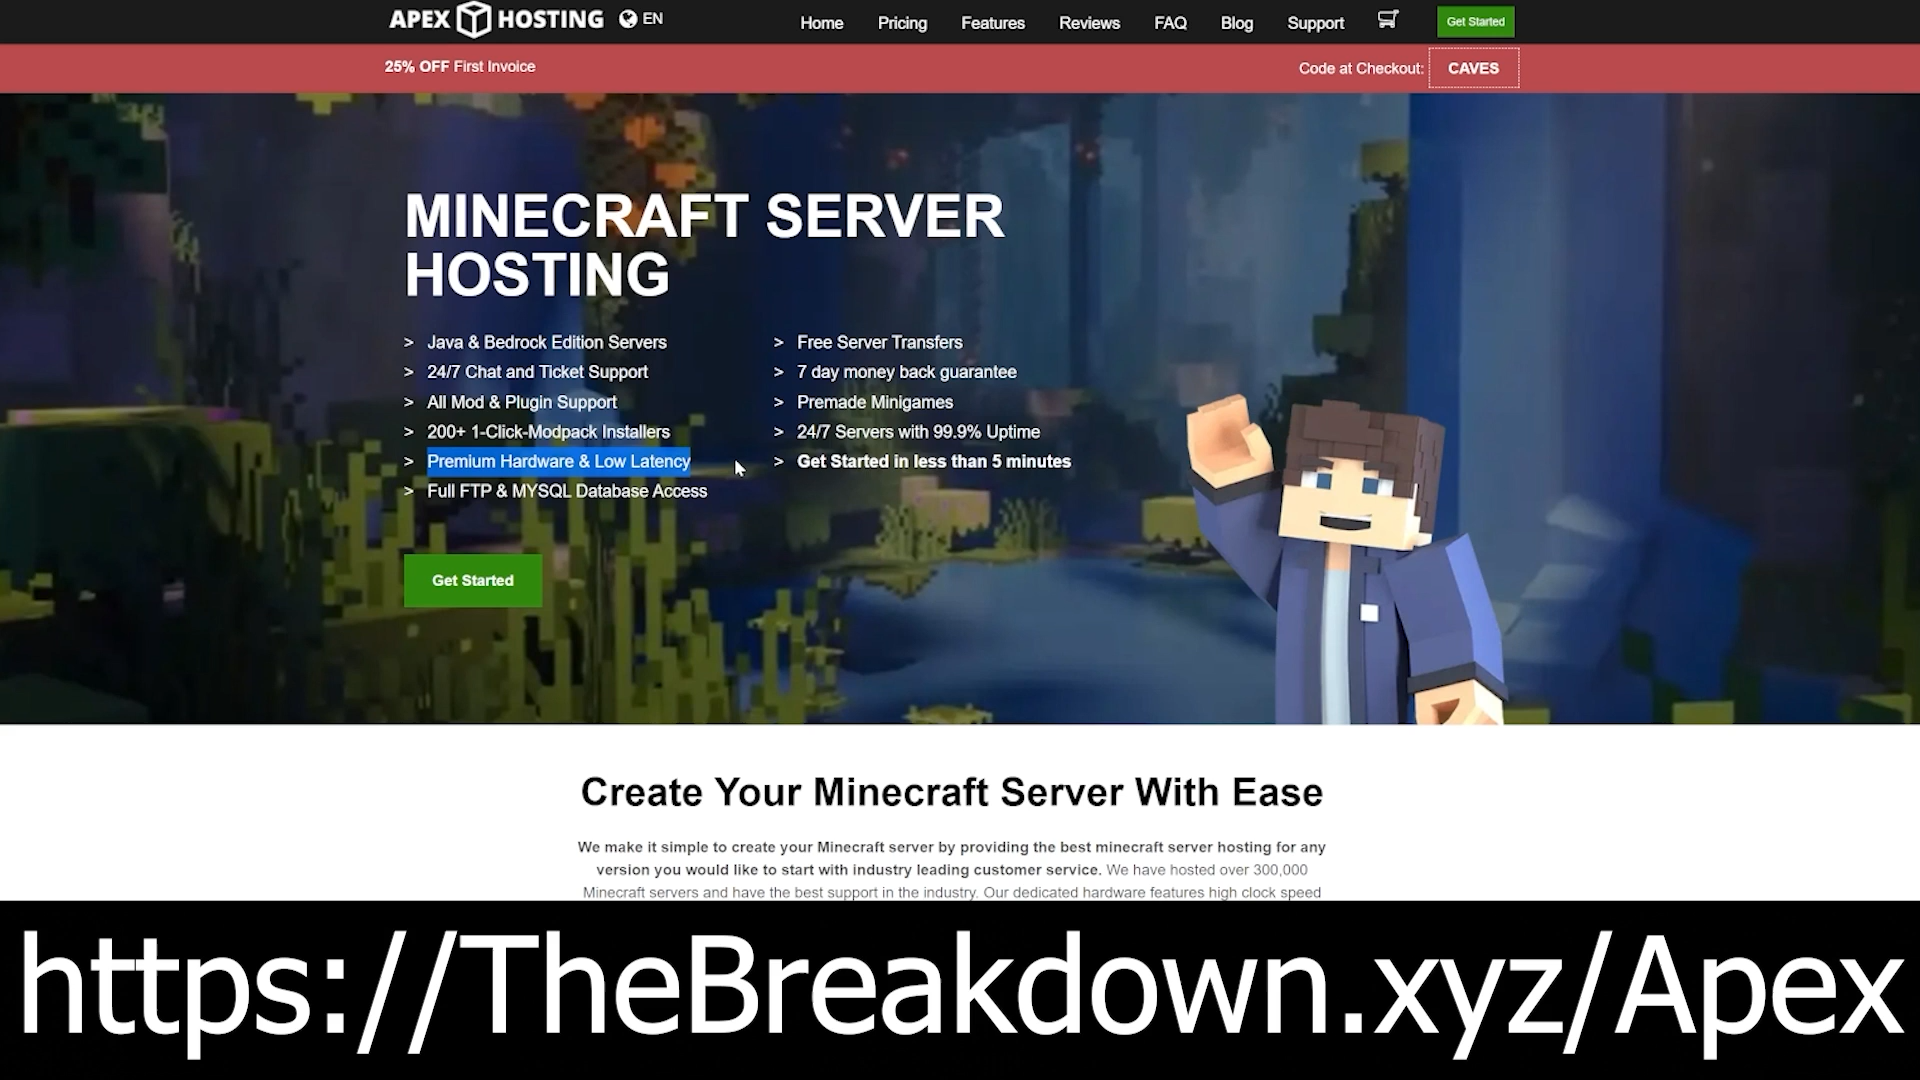 APEX HOSTING EN Home Pricing Features Reviews FAQ Blog Support Get Started
25% OFF First Invoice Code at Checkout: CAVES
MINECRAFT SERVER
HOSTING
> Java & Bedrock Edition Servers
> 24/7 Chat and Ticket Support
> All Mod & Plugin Support
> 200+ 1-Click-Modpack Installers
> Premium Hardware & Low Latency
> Full FTP & MYSQL Database Access
> Free Server Transfers
> 7 day money back guarantee
> Premade Minigames
> 24/7 Servers with 99.9% Uptime
> Get Started in less than 5 minutes
Get Started
Create Your Minecraft Server With Ease
We make it simple to create your Minecraft server by providing the best minecraft server hosting for any
version you would like to start with industry leading customer service. We have hosted over 300,000
Minecraft servers and have the best support in the industry. Our dedicated hardware features high clock speed
https://TheBreakdown.xyz/Apex